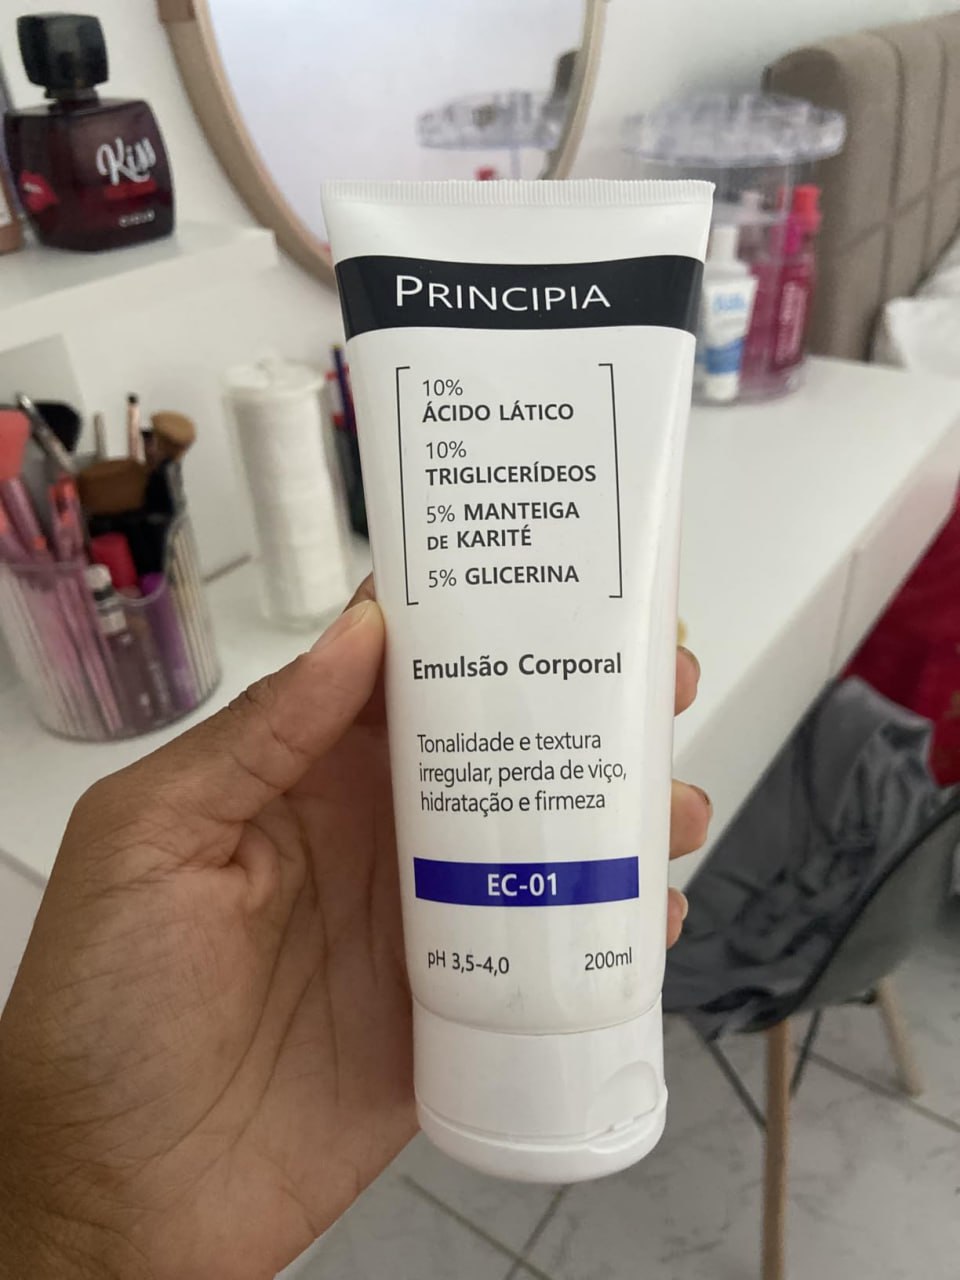 Kiss
PRINCIPIA
10%
ÁCIDO LÁTICO
10%
TRIGLICERÍDEOS
5% MANTEIGA
DE KARITÉ
5% GLICERINA
Emulsão Corporal
Tonalidade e textura
irregular, perda de viço,
hidratação e firmeza
EC-01
pH 3,5-4,0
200ml